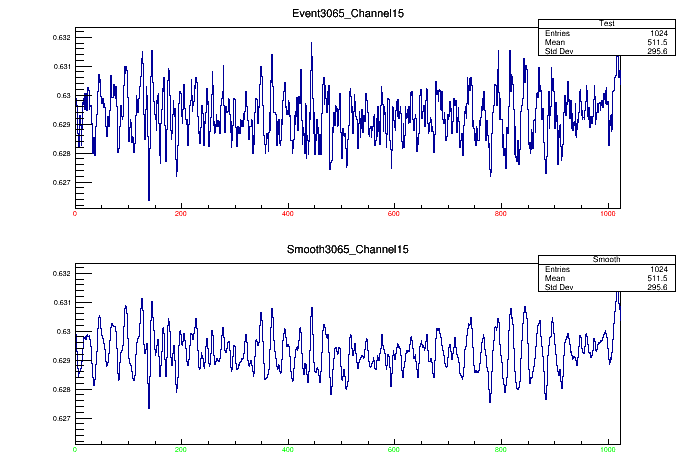 Event3065_Channel15
Test
Entries 1024
Mean 511.5
Std Dev 295.6
0.632
0.631
0.63
0.629
0.628
0.627
0 200 400 600 800 1000
Smooth3065_Channel15
Smooth
Entries 1024
Mean 511.5
Std Dev 295.6
0.632
0.631
0.63
0.629
0.628
0.627
0 200 400 600 800 1000